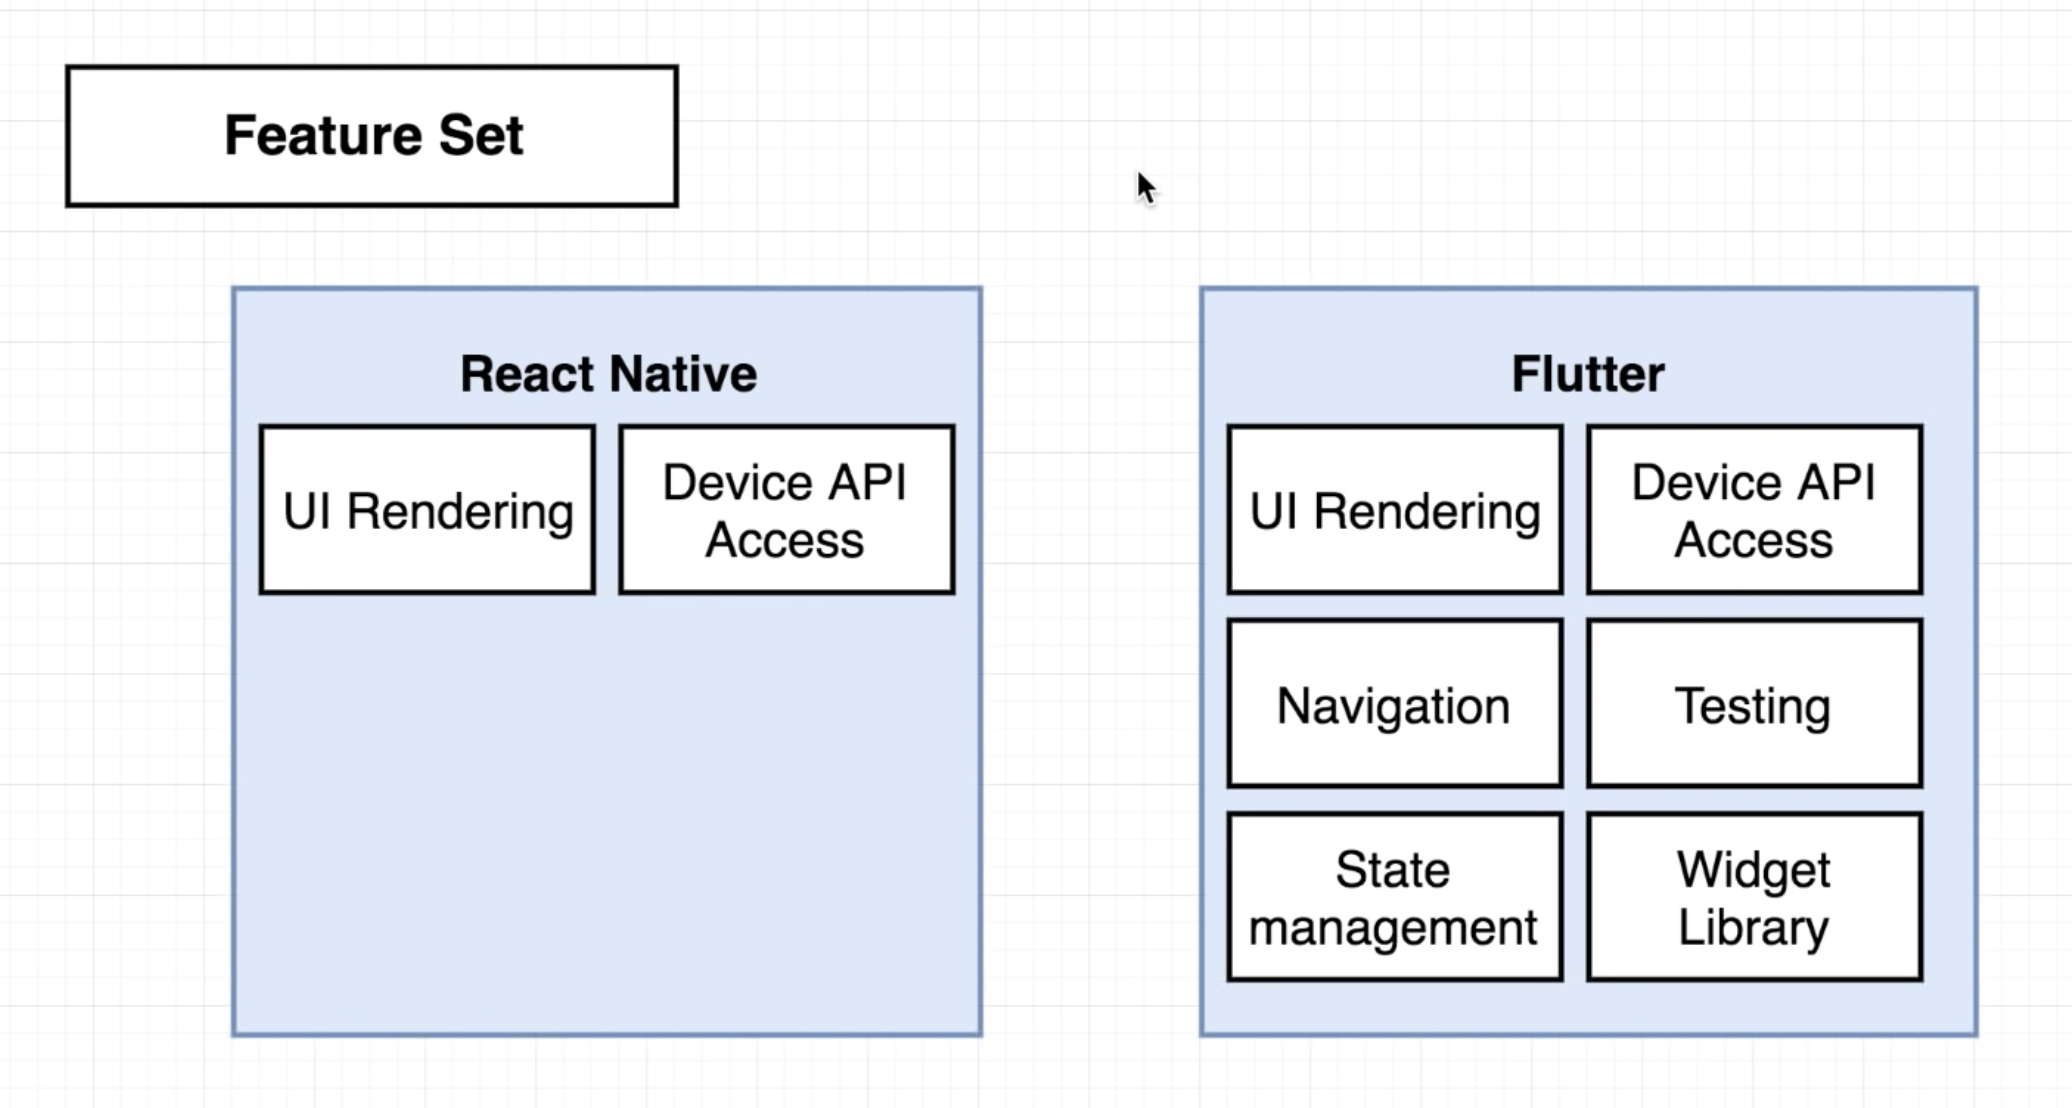 Feature Set
React Native
UI Rendering
Device API
Access
Flutter
UI Rendering
Device API
Access
Navigation
Testing
State
management
Widget
Library